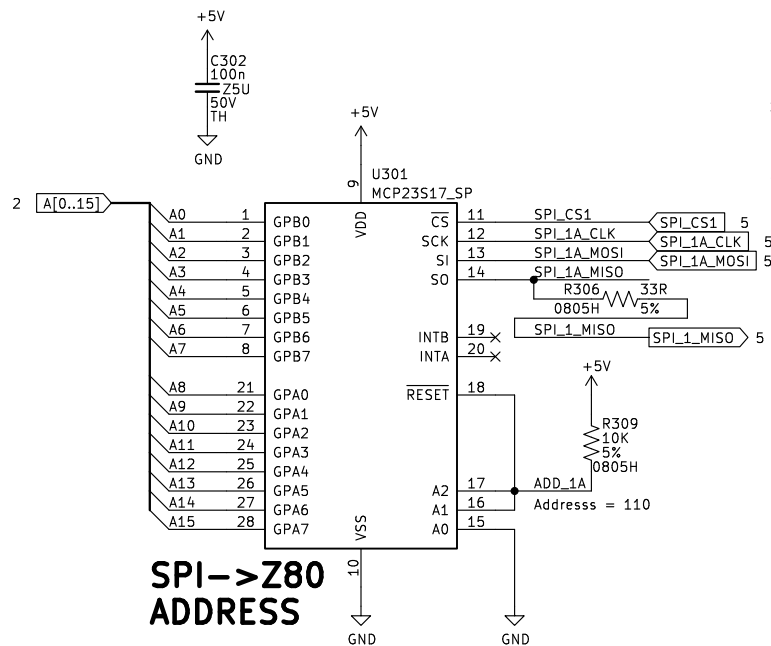 +5V
C302
100n
Z5U
50V
TH
GND
+5V
U301
MCP23S17_SP
9
VDD
2 A[0..15]
A0 1 GPB0
A1 2 GPB1
A2 3 GPB2
A3 4 GPB3
A4 5 GPB4
A5 6 GPB5
A6 7 GPB6
A7 8 GPB7
A8 21 GPA0
A9 22 GPA1
A10 23 GPA2
A11 24 GPA3
A12 25 GPA4
A13 26 GPA5
A14 27 GPA6
A15 28 GPA7
CS 11 SPI_CS1 SPI_CS1 5
SCK 12 SPI_1A_CLK SPI_1A_CLK 5
SI 13 SPI_1A_MOSI SPI_1A_MOSI 5
SO 14 SPI_1A_MISO
R306 33R
0805H 5%
INTB 19 SPI_1_MISO SPI_1_MISO 5
INTA 20
+5V
RESET 18
R309
10K
5%
0805H
A2 17 ADD_1A
A1 16 Addresss = 110
A0 15
VSS
10
GND
GND
SPI->Z80
ADDRESS